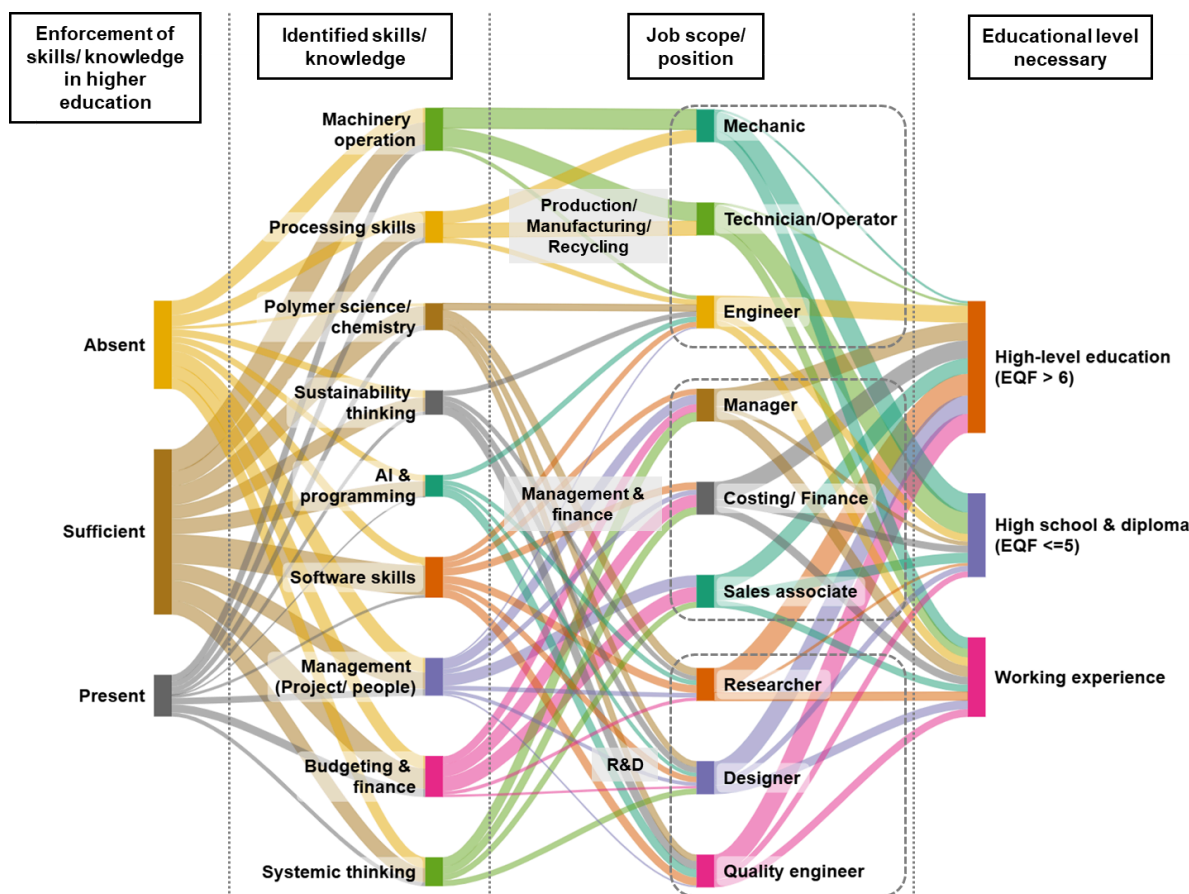 Enforcement of
skills/ knowledge
in higher
education
Identified skills/
knowledge
Job scope/
position
Educational level
necessary
Absent
Sufficient
Present
Machinery
operation
Processing skills
Polymer science/
chemistry
Sustainability
thinking
AI &
programming
Software skills
Management
(Project/ people)
Budgeting &
finance
Systemic thinking
Production/
Manufacturing/
Recycling
Management &
finance
R&D
Mechanic
Technician/Operator
Engineer
Manager
Costing/ Finance
Sales associate
Researcher
Designer
Quality engineer
High-level education
(EQF > 6)
High school & diploma
(EQF <=5)
Working experience